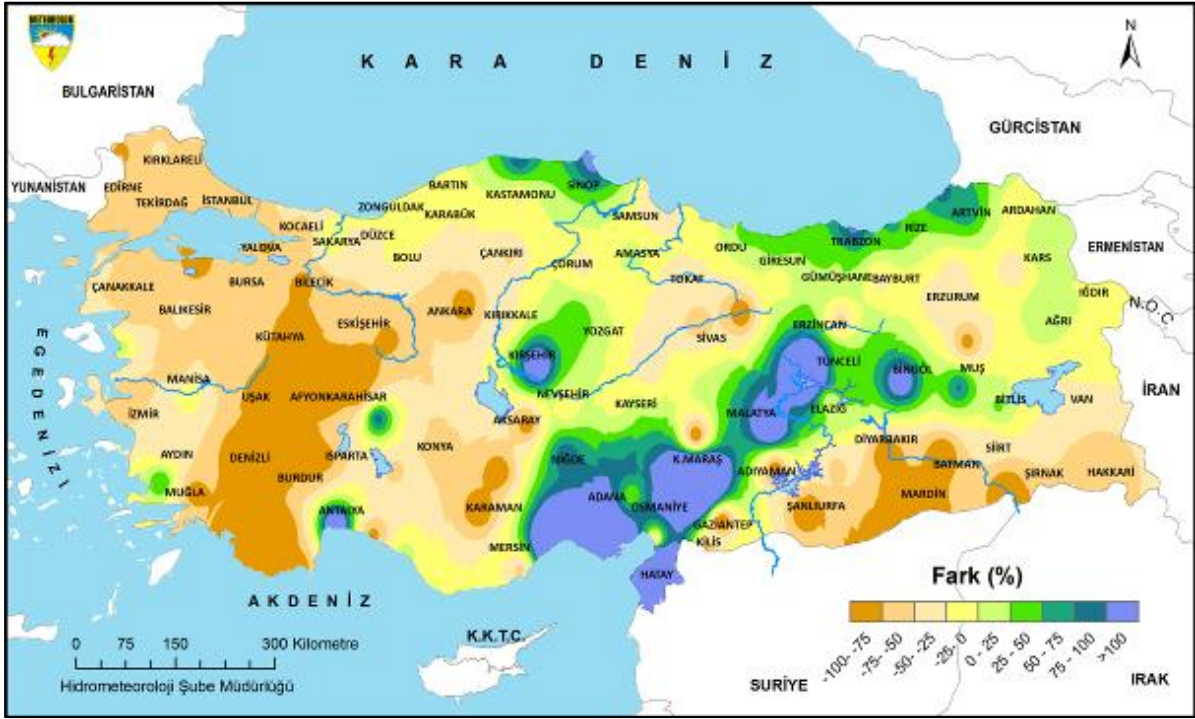 METEOROLOJİ
K A R A D E N İ Z
N
BULGARİSTAN
GÜRCİSTAN
YUNANİSTAN
ERMENİSTAN
N.O.C
İRAN
EGE DENİZİ
AKDENİZ
K.K.T.C.
SURİYE
IRAK
KIRKLARELİ
EDİRNE
TEKİRDAĞ
İSTANBUL
KOCAELİ
YALOVA
SAKARYA
DÜZCE
ZONGULDAK
BARTIN
KARABÜK
KASTAMONU
SİNOP
SAMSUN
BOLU
ÇANKIRI
ÇORUM
AMASYA
ORDU
GİRESUN
TRABZON
RİZE
ARTVİN
ARDAHAN
KARS
IĞDIR
AĞRI
TOKAT
GÜMÜŞHANE
BAYBURT
ERZURUM
ÇANAKKALE
BALIKESİR
BURSA
BİLECİK
ESKİŞEHİR
ANKARA
KIRIKKALE
KÜTAHYA
YOZGAT
SİVAS
ERZİNCAN
KIRŞEHİR
TUNCELİ
BİNGÖL
MUŞ
MANİSA
UŞAK
AFYONKARAHİSAR
NEVŞEHİR
KAYSERİ
MALATYA
ELAZIĞ
BİTLİS
VAN
İZMİR
AKSARAY
AYDIN
DENİZLİ
ISPARTA
KONYA
NİĞDE
K.MARAŞ
ADIYAMAN
DİYARBAKIR
SİİRT
BATMAN
ŞIRNAK
HAKKARİ
BURDUR
MUĞLA
ANTALYA
KARAMAN
ADANA
OSMANİYE
MARDİN
ŞANLIURFA
GAZİANTEP
KİLİS
MERSİN
HATAY
0 75 150 300 Kilometre
Hidrometeoroloji Şube Müdürlüğü
Fark (%)
-100- -75
-75- -50
-50- -25
-25- 0
0 - 25
25 - 50
50 - 75
75 - 100
>100